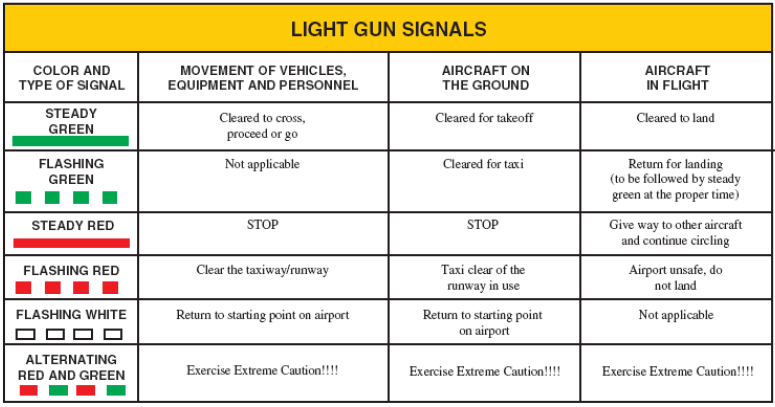 LIGHT GUN SIGNALS
COLOR AND
TYPE OF SIGNAL
MOVEMENT OF VEHICLES,
EQUIPMENT AND PERSONNEL
AIRCRAFT ON
THE GROUND
AIRCRAFT
IN FLIGHT
STEADY
GREEN
Cleared to cross,
proceed or go
Cleared for takeoff
Cleared to land
FLASHING
GREEN
Not applicable
Cleared for taxi
Return for landing
(to be followed by steady
green at the proper time)
STEADY RED
STOP
STOP
Give way to other aircraft
and continue circling
FLASHING RED
Clear the taxiway/runway
Taxi clear of the
runway in use
Airport unsafe, do
not land
FLASHING WHITE
Return to starting point on airport
Return to starting point
on airport
Not applicable
ALTERNATING
RED AND GREEN
Exercise Extreme Caution!!!!
Exercise Extreme Caution!!!!
Exercise Extreme Caution!!!!